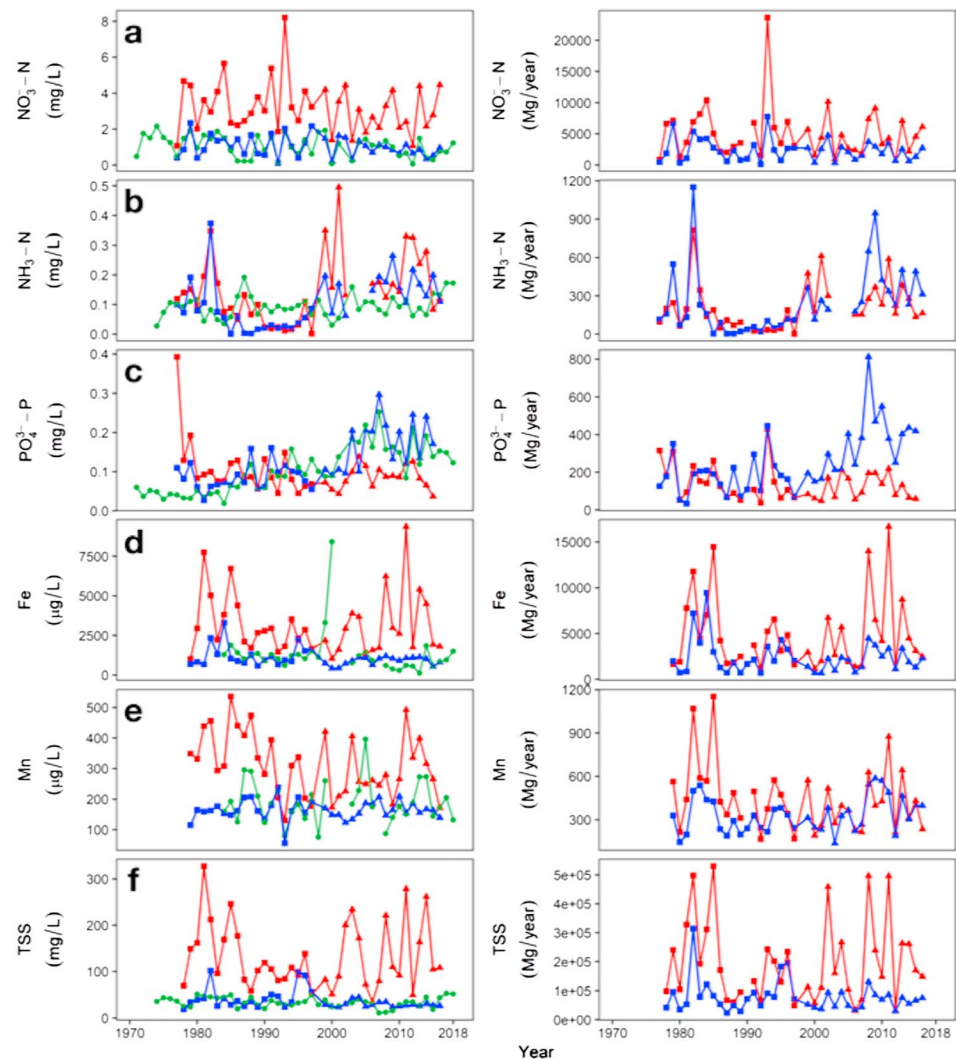 a
NO₃⁻−N
(mg/L)
8
6
4
2
0
NO₃⁻−N
(Mg/year)
20000
15000
10000
5000
0
b
NH₃−N
(mg/L)
0.5
0.4
0.3
0.2
0.1
0.0
NH₃−N
(Mg/year)
1200
900
600
300
0
c
PO₄³⁻−P
(mg/L)
0.4
0.3
0.2
0.1
0.0
PO₄³⁻−P
(Mg/year)
800
600
400
200
0
d
Fe
(µg/L)
7500
5000
2500
0
Fe
(Mg/year)
15000
10000
5000
0
e
Mn
(µg/L)
500
400
300
200
100
Mn
(Mg/year)
1200
900
600
300
f
TSS
(mg/L)
300
200
100
0
TSS
(Mg/year)
5e+05
4e+05
3e+05
2e+05
1e+05
0e+00
1970 1980 1990 2000 2010 2018
1970 1980 1990 2000 2010 2018
Year